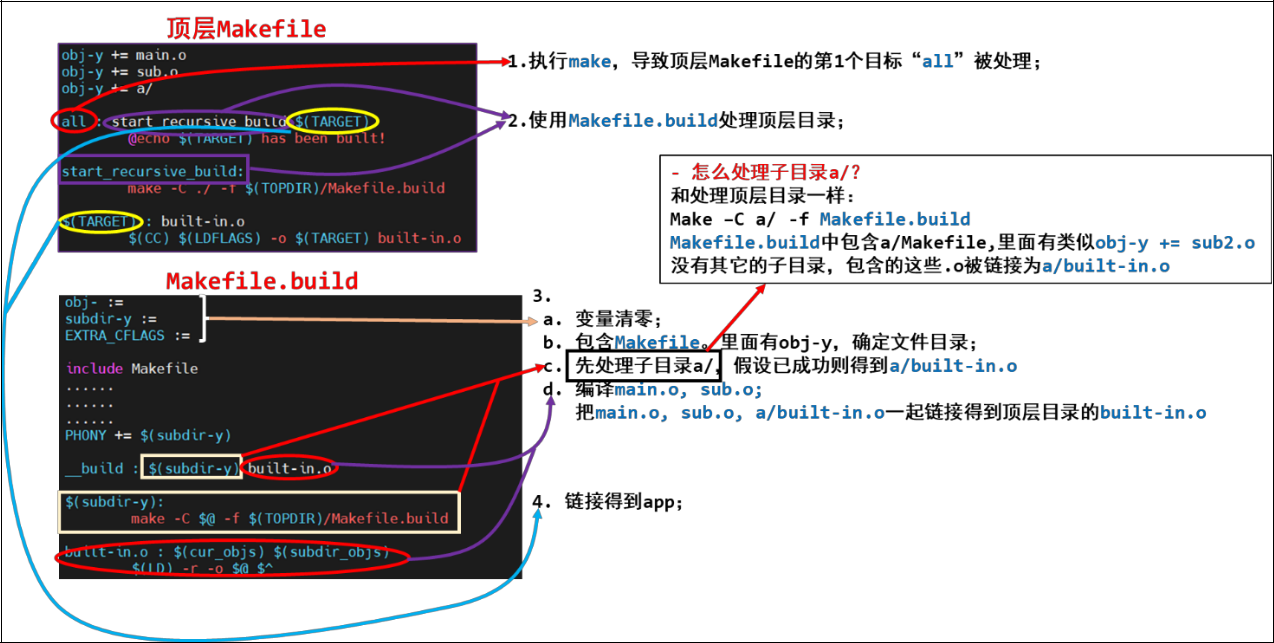 顶层Makefile
obj-y += main.o
obj-y += sub.o
obj-y += a/
all : start_recursive_build $(TARGET)
@echo $(TARGET) has been built!
start_recursive_build:
make -C ./ -f $(TOPDIR)/Makefile.build
$(TARGET) : built-in.o
$(CC) $(LDFLAGS) -o $(TARGET) built-in.o
Makefile.build
obj- :=
subdir-y :=
EXTRA_CFLAGS :=
include Makefile
......
......
......
PHONY += $(subdir-y)
__build : $(subdir-y) built-in.o
$(subdir-y):
make -C $@ -f $(TOPDIR)/Makefile.build
built-in.o : $(cur_objs) $(subdir_objs)
$(LD) -r -o $@ $^
1.执行make，导致顶层Makefile的第1个目标“all”被处理；
2.使用Makefile.build处理顶层目录；
- 怎么处理子目录a/?
和处理顶层目录一样：
Make –C a/ -f Makefile.build
Makefile.build中包含a/Makefile,里面有类似obj-y += sub2.o
没有其它的子目录，包含的这些.o被链接为a/built-in.o
3.
a. 变量清零；
b. 包含Makefile。里面有obj-y，确定文件目录；
c. 先处理子目录a/，假设已成功则得到a/built-in.o
d. 编译main.o, sub.o;
把main.o, sub.o, a/built-in.o一起链接得到顶层目录的built-in.o
4. 链接得到app；